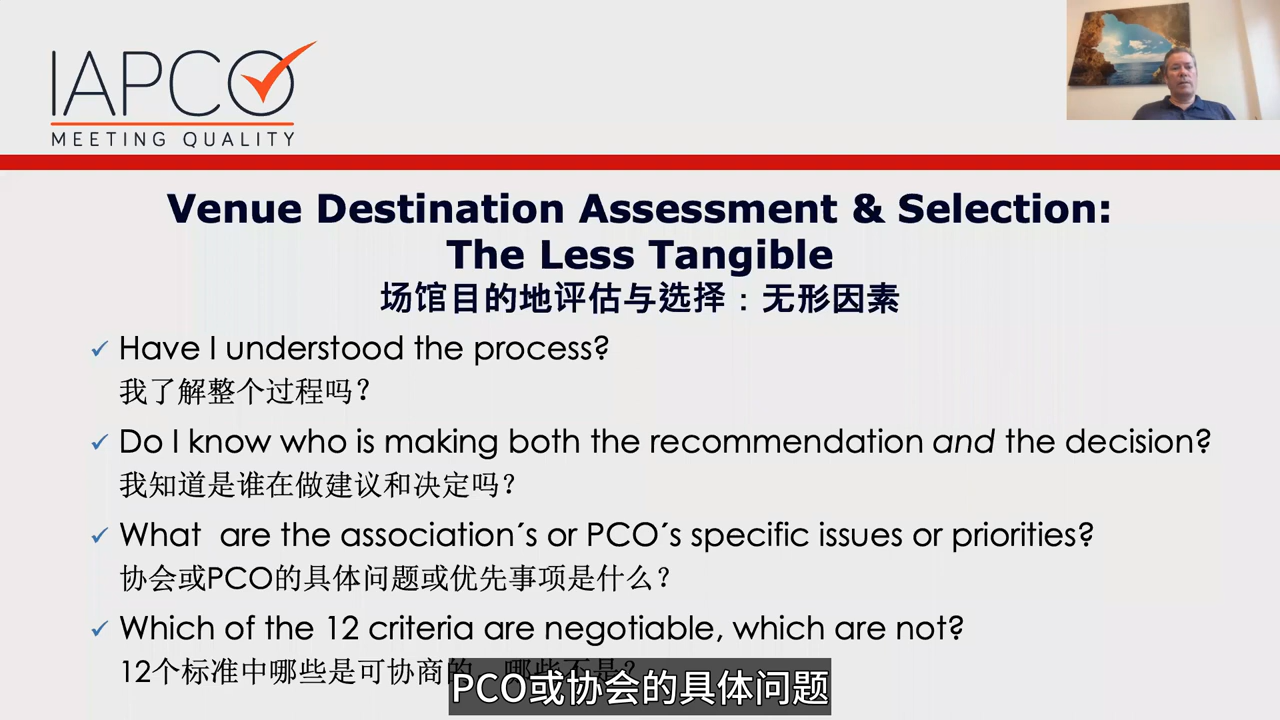 IAPCO
MEETING QUALITY
Venue Destination Assessment & Selection:
The Less Tangible
场馆目的地评估与选择：无形因素
✓ Have I understood the process?
我了解整个过程吗？
✓ Do I know who is making both the recommendation and the decision?
我知道是谁在做建议和决定吗？
✓ What are the association´s or PCO´s specific issues or priorities?
协会或PCO的具体问题或优先事项是什么？
✓ Which of the 12 criteria are negotiable, which are not?
12个标准中哪些是可协商的，哪些不是？
PCO或协会的具体问题